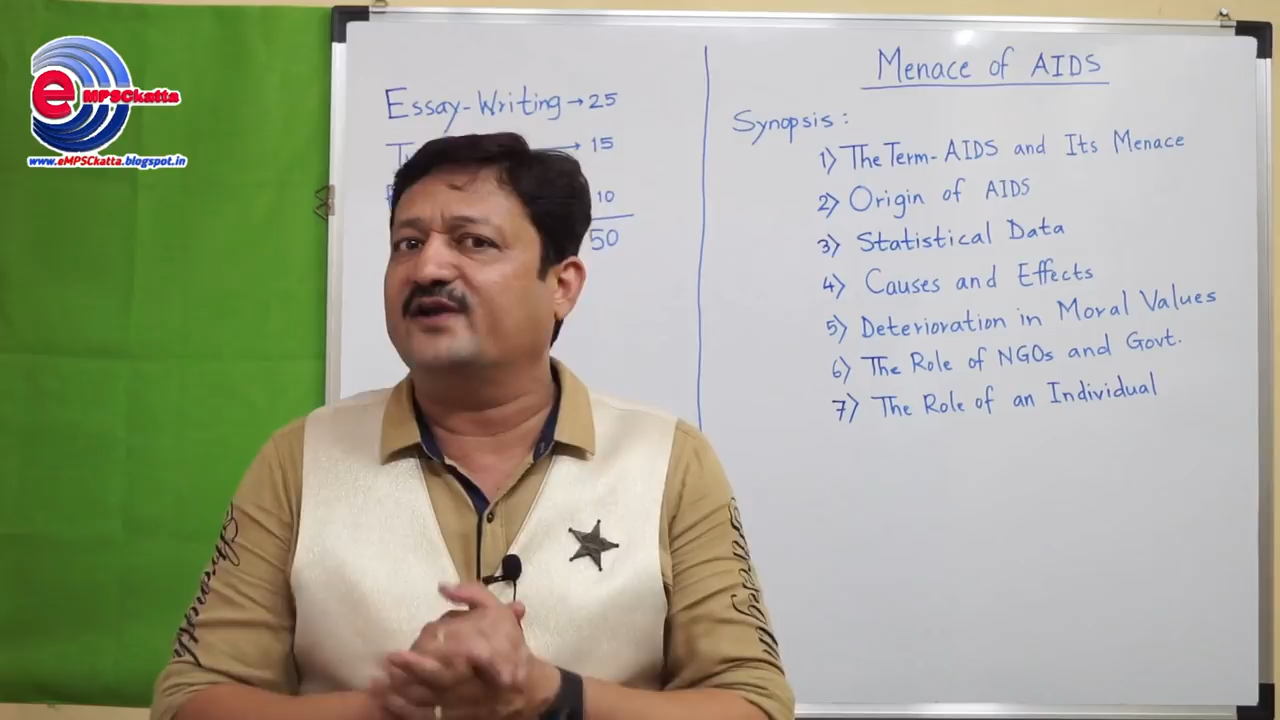 e MPSCkatta
www.eMPSCkatta.blogspot.in
Essay-Writing → 25
→ 15
10
50
Menace of AIDS
Synopsis:
1) The Term-AIDS and Its Menace
2) Origin of AIDS
3) Statistical Data
4) Causes and Effects
5) Deterioration in Moral Values
6) The Role of NGOs and Govt.
7) The Role of an Individual